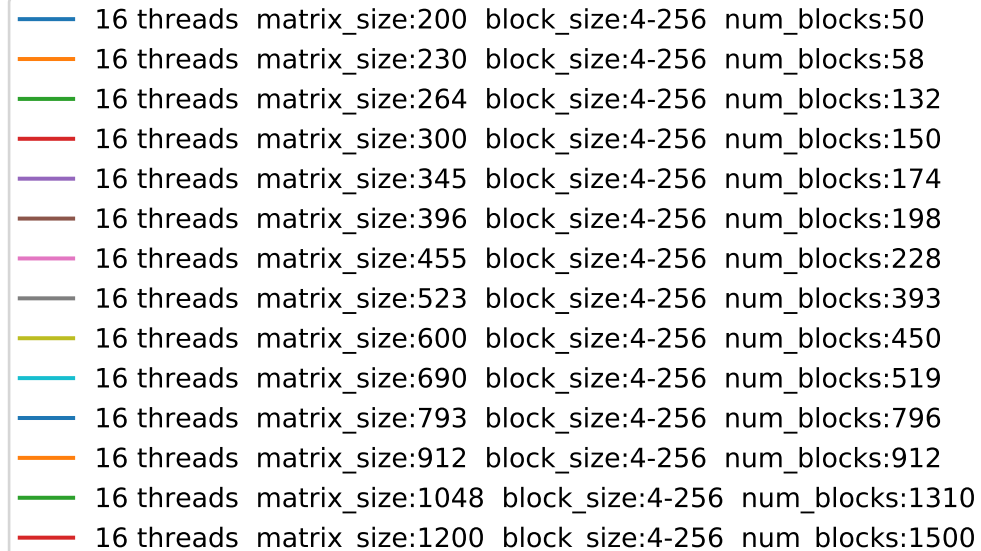 16 threads  matrix_size:200  block_size:4-256  num_blocks:50
16 threads  matrix_size:230  block_size:4-256  num_blocks:58
16 threads  matrix_size:264  block_size:4-256  num_blocks:132
16 threads  matrix_size:300  block_size:4-256  num_blocks:150
16 threads  matrix_size:345  block_size:4-256  num_blocks:174
16 threads  matrix_size:396  block_size:4-256  num_blocks:198
16 threads  matrix_size:455  block_size:4-256  num_blocks:228
16 threads  matrix_size:523  block_size:4-256  num_blocks:393
16 threads  matrix_size:600  block_size:4-256  num_blocks:450
16 threads  matrix_size:690  block_size:4-256  num_blocks:519
16 threads  matrix_size:793  block_size:4-256  num_blocks:796
16 threads  matrix_size:912  block_size:4-256  num_blocks:912
16 threads  matrix_size:1048  block_size:4-256  num_blocks:1310
16 threads  matrix_size:1200  block_size:4-256  num_blocks:1500